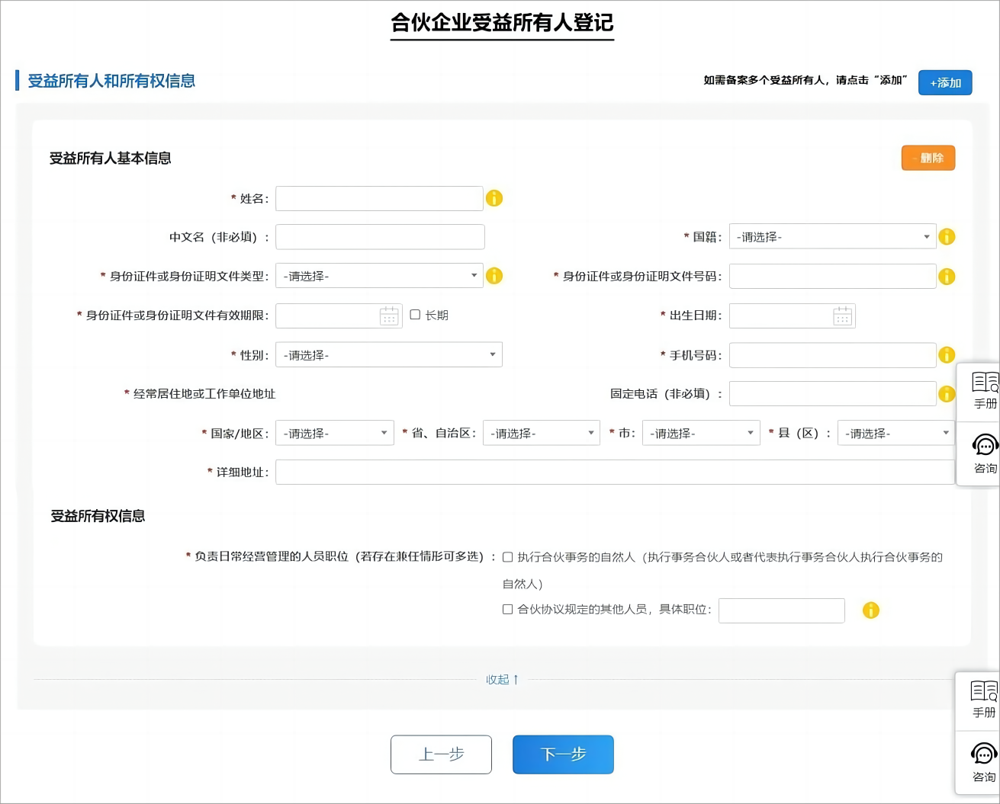 合伙企业受益所有人登记
受益所有人和所有权信息
如需备案多个受益所有人，请点击“添加”
+添加
受益所有人基本信息
- 删除
* 姓名：
中文名（非必填）：
* 国籍： -请选择-
* 身份证件或身份证明文件类型： -请选择-
* 身份证件或身份证明文件号码：
* 身份证件或身份证明文件有效期限： 长期
* 出生日期：
* 性别： -请选择-
* 手机号码：
* 经常居住地或工作单位地址
固定电话（非必填）：
* 国家/地区： -请选择- * 省、自治区： -请选择- * 市： -请选择- * 县（区）： -请选择-
* 详细地址：
受益所有权信息
* 负责日常经营管理的人员职位（若存在兼任情形可多选）： 执行合伙事务的自然人（执行事务合伙人或者代表执行事务合伙人执行合伙事务的
自然人）
合伙协议规定的其他人员，具体职位：
收起↑
上一步
下一步
手册
咨询
手册
咨询